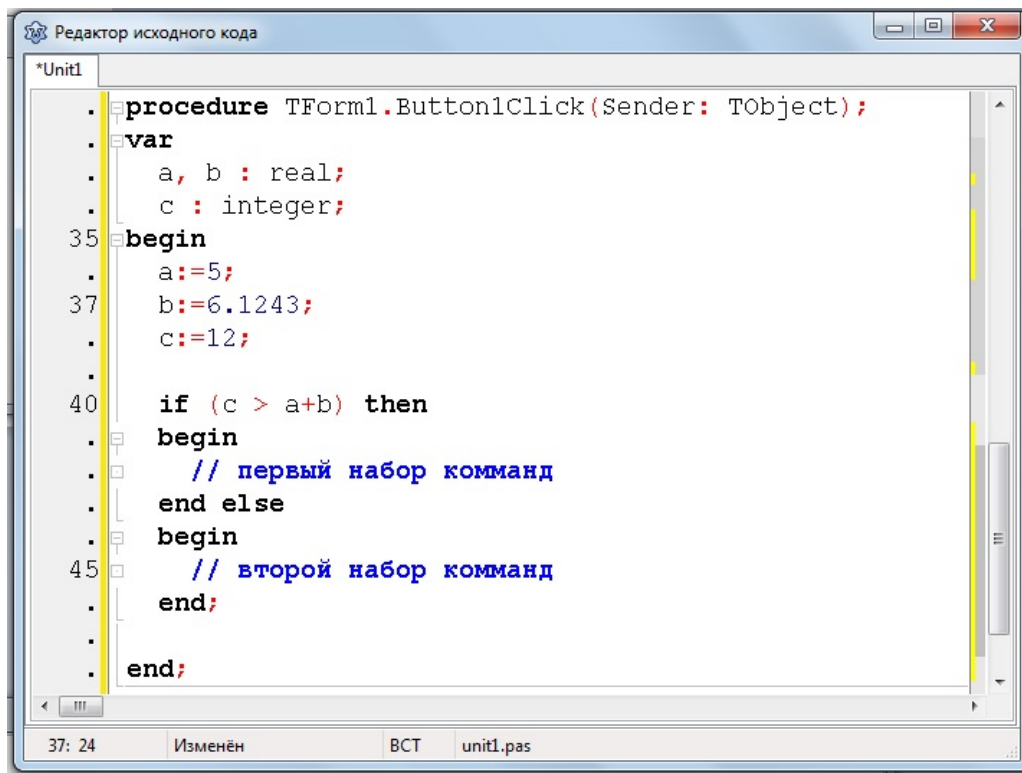 Редактор исходного кода
*Unit1
. procedure TForm1.Button1Click(Sender: TObject);
. var
. a, b : real;
. c : integer;
35 begin
. a:=5;
37 b:=6.1243;
. c:=12;
.
40 if (c > a+b) then
. begin
. // первый набор комманд
. end else
. begin
45 // второй набор комманд
. end;
.
. end;
37: 24 Изменён ВСТ unit1.pas